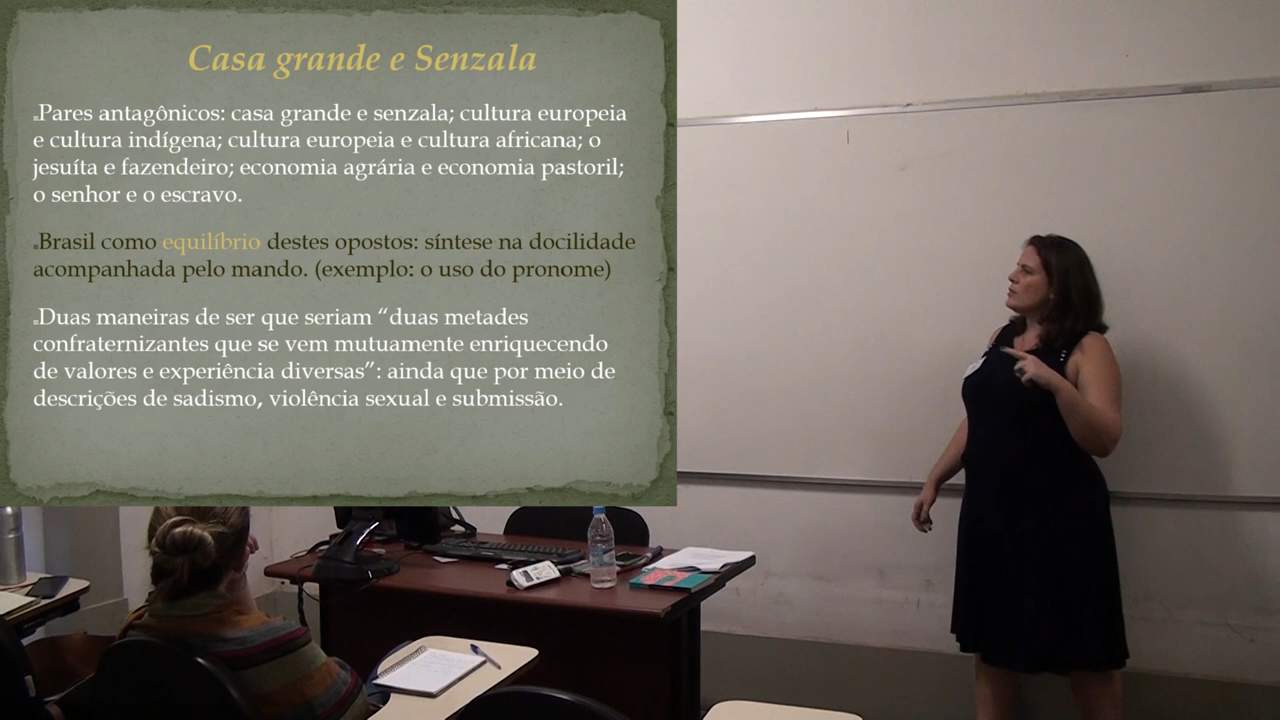 Casa grande e Senzala
Pares antagônicos: casa grande e senzala; cultura europeia
e cultura indígena; cultura europeia e cultura africana; o
jesuíta e fazendeiro; economia agrária e economia pastoril;
o senhor e o escravo.
Brasil como equilíbrio destes opostos: síntese na docilidade
acompanhada pelo mando. (exemplo: o uso do pronome)
Duas maneiras de ser que seriam “duas metades
confraternizantes que se vem mutuamente enriquecendo
de valores e experiência diversas”: ainda que por meio de
descrições de sadismo, violência sexual e submissão.